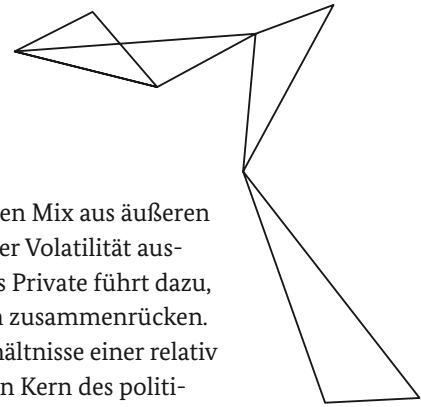 en Mix aus äußeren
er Volatilität aus-
s Private führt dazu,
n zusammenrücken.
hältnisse einer relativ
n Kern des politi-